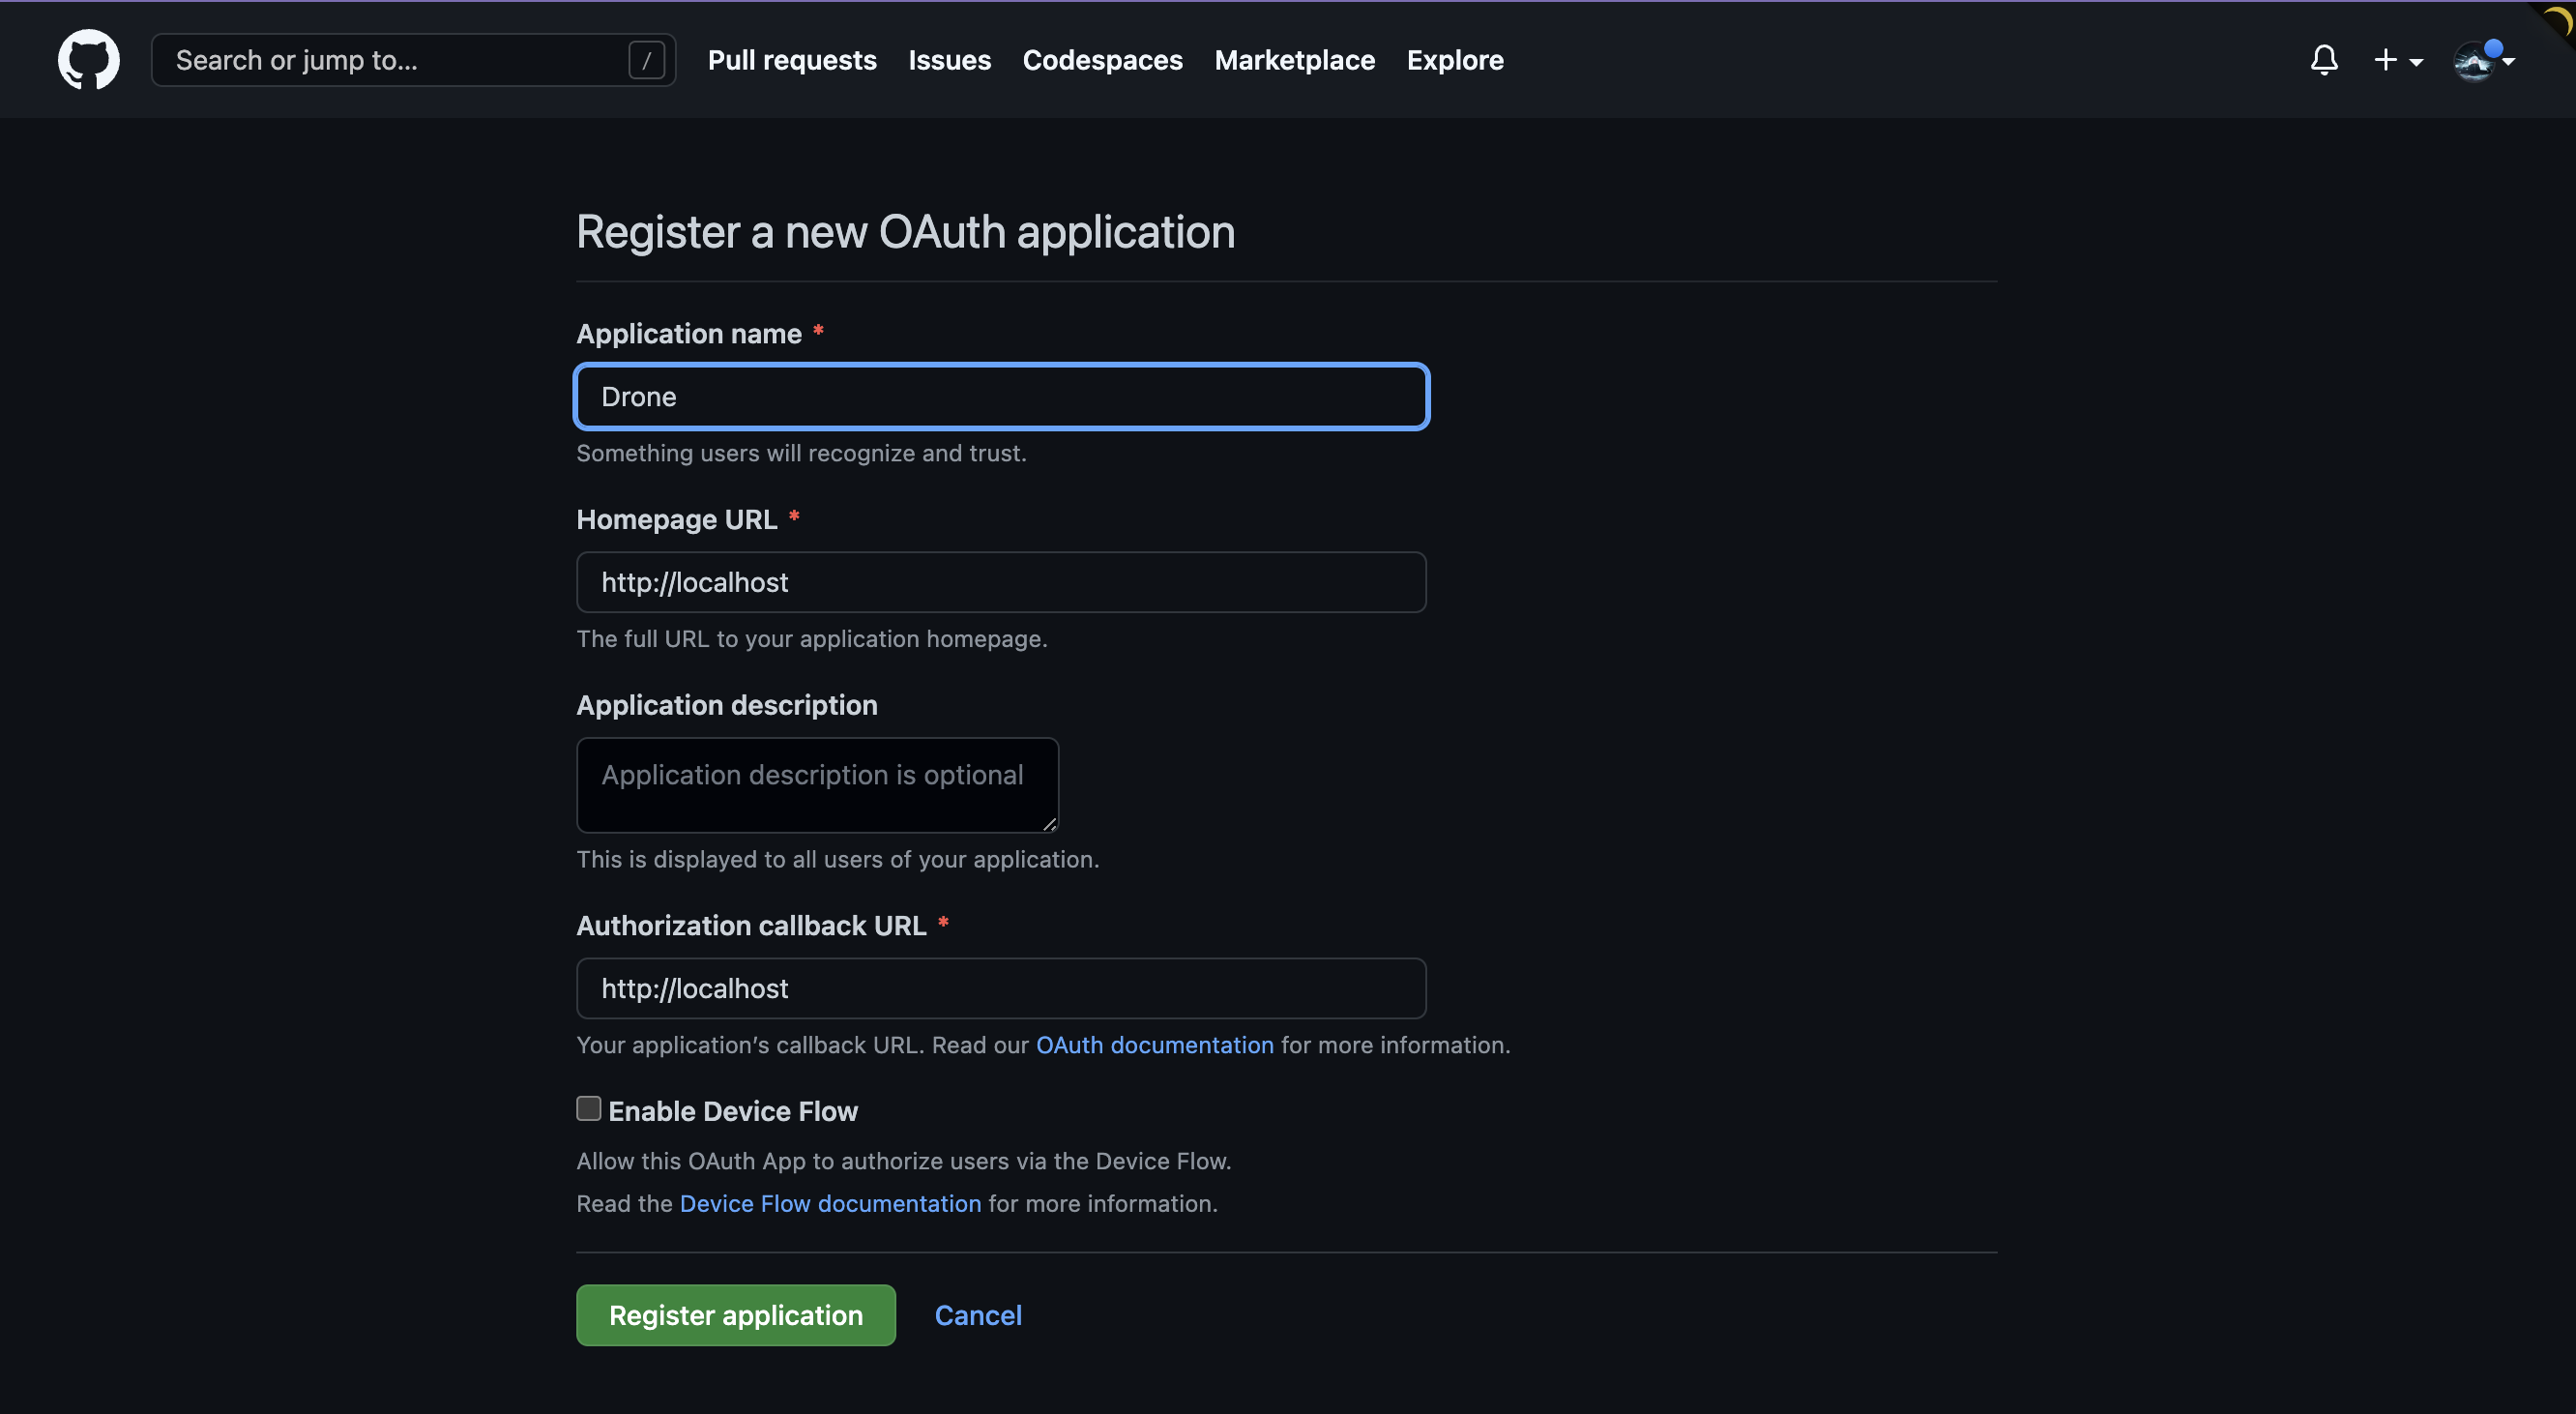 Search or jump to... /
Pull requests Issues Codespaces Marketplace Explore
Register a new OAuth application
Application name *
Drone
Something users will recognize and trust.
Homepage URL *
http://localhost
The full URL to your application homepage.
Application description
Application description is optional
This is displayed to all users of your application.
Authorization callback URL *
http://localhost
Your application’s callback URL. Read our OAuth documentation for more information.
Enable Device Flow
Allow this OAuth App to authorize users via the Device Flow.
Read the Device Flow documentation for more information.
Register application Cancel